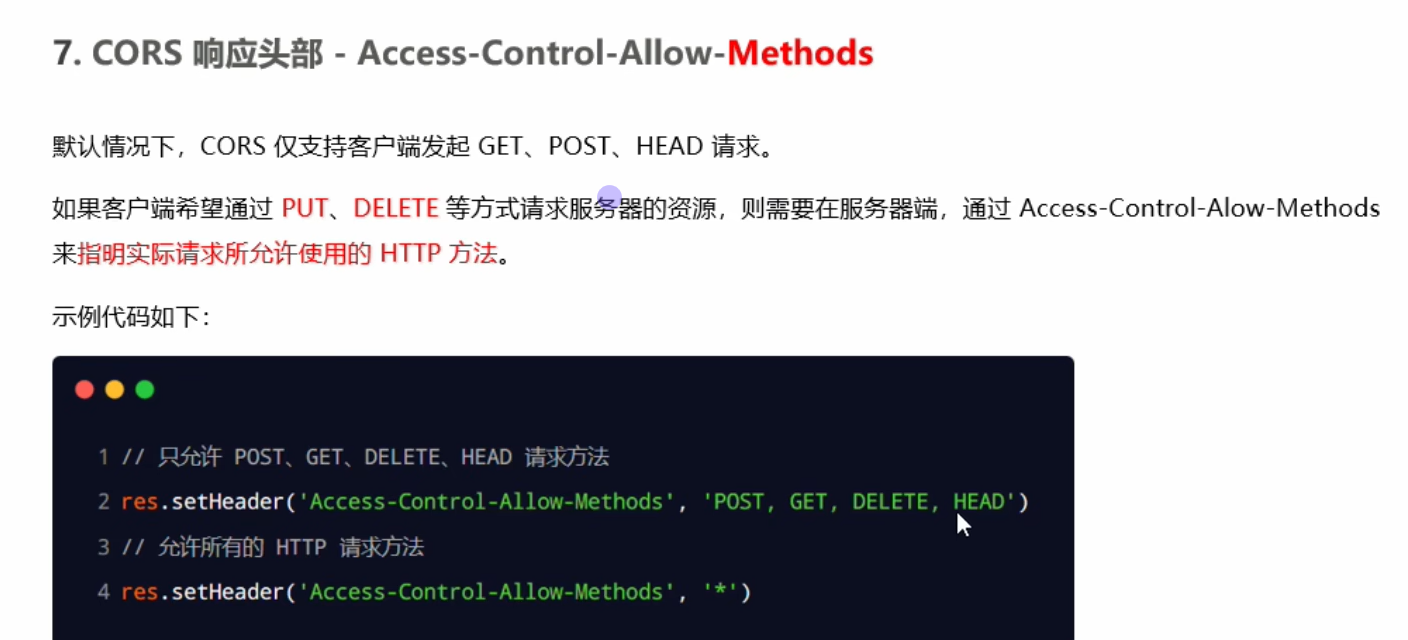 7. CORS 响应头部 - Access-Control-Allow-Methods
默认情况下，CORS 仅支持客户端发起 GET、POST、HEAD 请求。
如果客户端希望通过 PUT、DELETE 等方式请求服务器的资源，则需要在服务器端，通过 Access-Control-Alow-Methods
来指明实际请求所允许使用的 HTTP 方法。
示例代码如下：
1 // 只允许 POST、GET、DELETE、HEAD 请求方法
2 res.setHeader('Access-Control-Allow-Methods', 'POST, GET, DELETE, HEAD')
3 // 允许所有的 HTTP 请求方法
4 res.setHeader('Access-Control-Allow-Methods', '*')